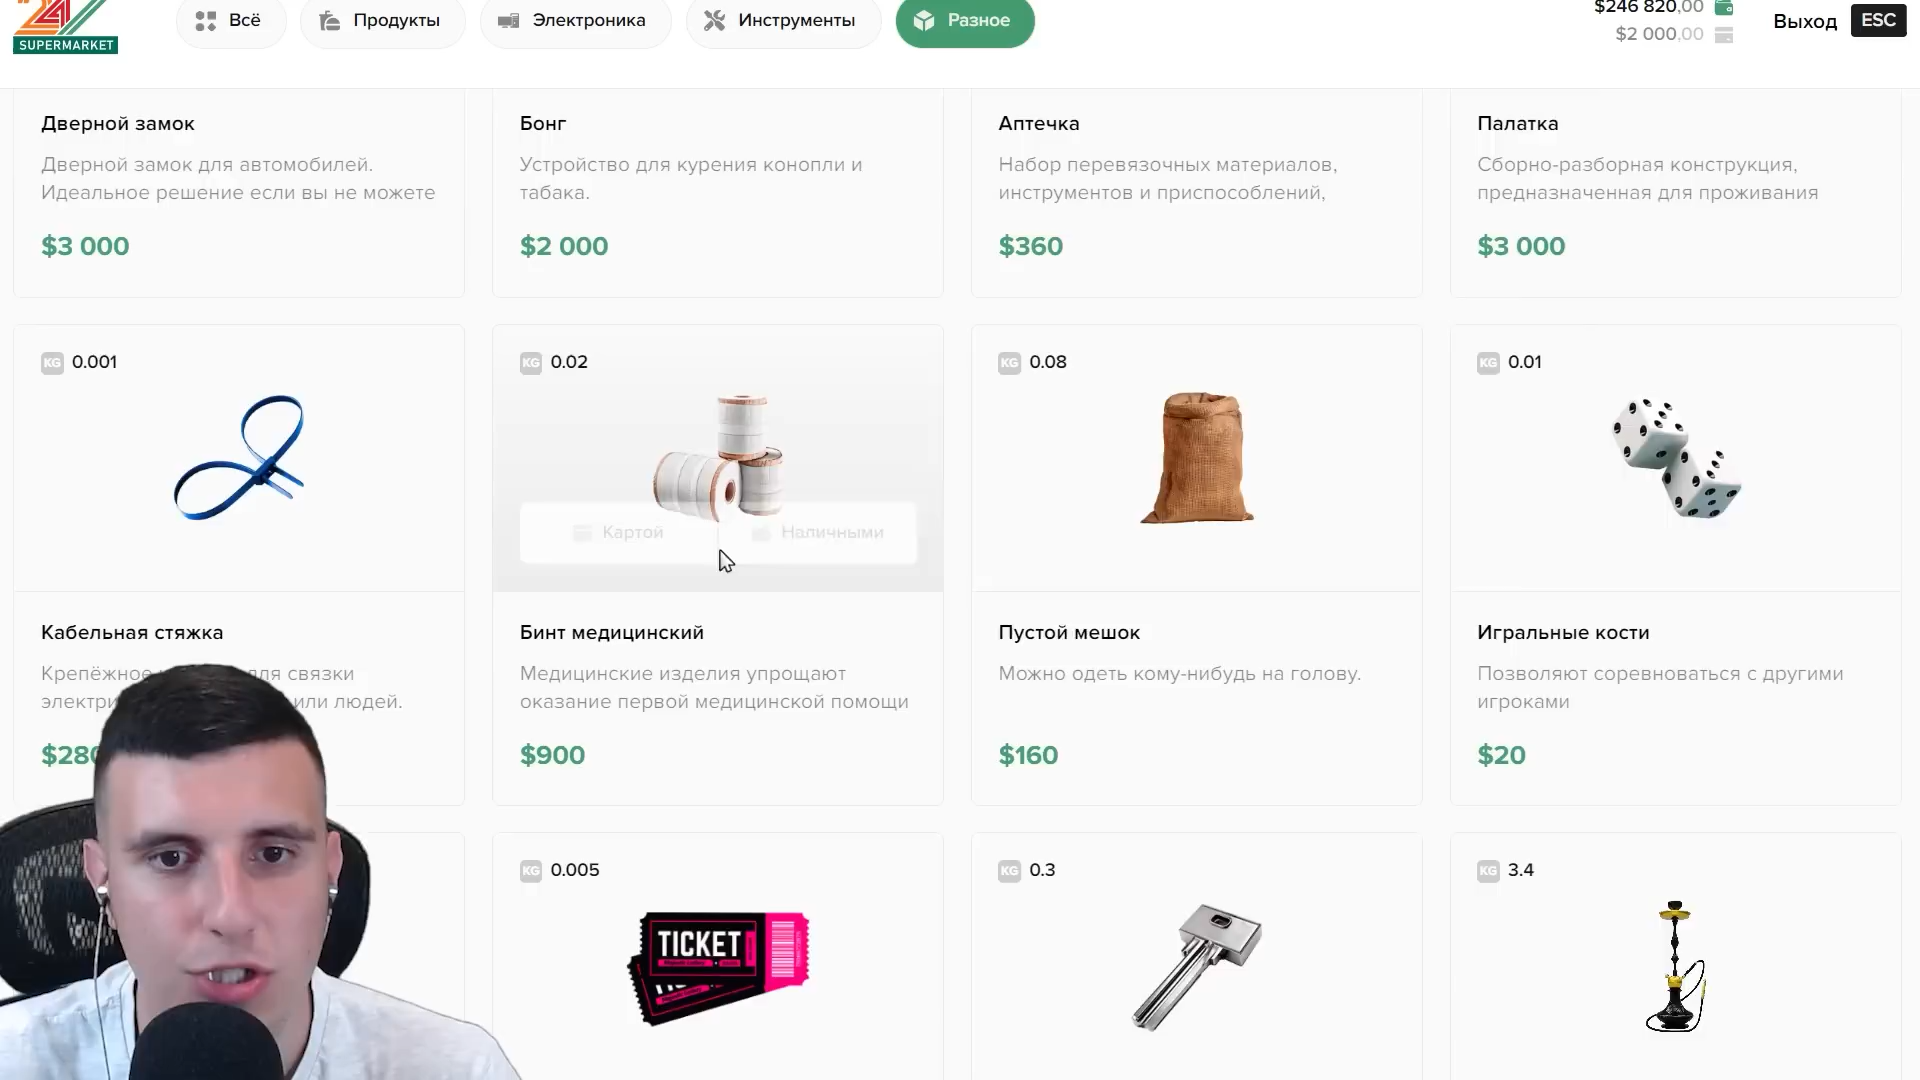 24/7
SUPERMARKET
Всё
Продукты
Электроника
Инструменты
Разное
$246 820,00
$2 000,00
Выход
ESC
Дверной замок
Дверной замок для автомобилей.
Идеальное решение если вы не можете
$3 000
Бонг
Устройство для курения конопли и
табака.
$2 000
Аптечка
Набор перевязочных материалов,
инструментов и приспособлений,
$360
Палатка
Сборно-разборная конструкция,
предназначенная для проживания
$3 000
KG 0.001
Кабельная стяжка
Крепёжное для связки
электри или людей.
$280
KG 0.02
Картой
Наличными
Бинт медицинский
Медицинские изделия упрощают
оказание первой медицинской помощи
$900
KG 0.08
Пустой мешок
Можно одеть кому-нибудь на голову.
$160
KG 0.01
Игральные кости
Позволяют соревноваться с другими
игроками
$20
KG 0.005
TICKET
KG 0.3
KG 3.4